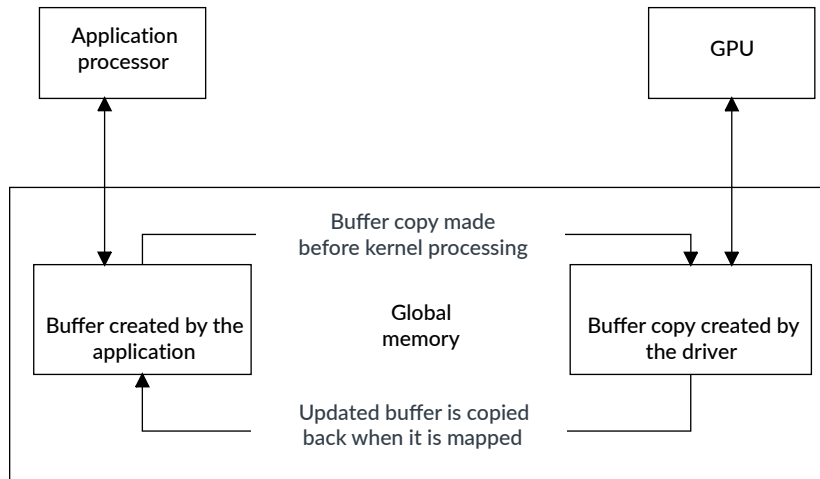 Application
processor
GPU
Buffer copy made
before kernel processing
Buffer created by the
application
Global
memory
Buffer copy created by
the driver
Updated buffer is copied
back when it is mapped